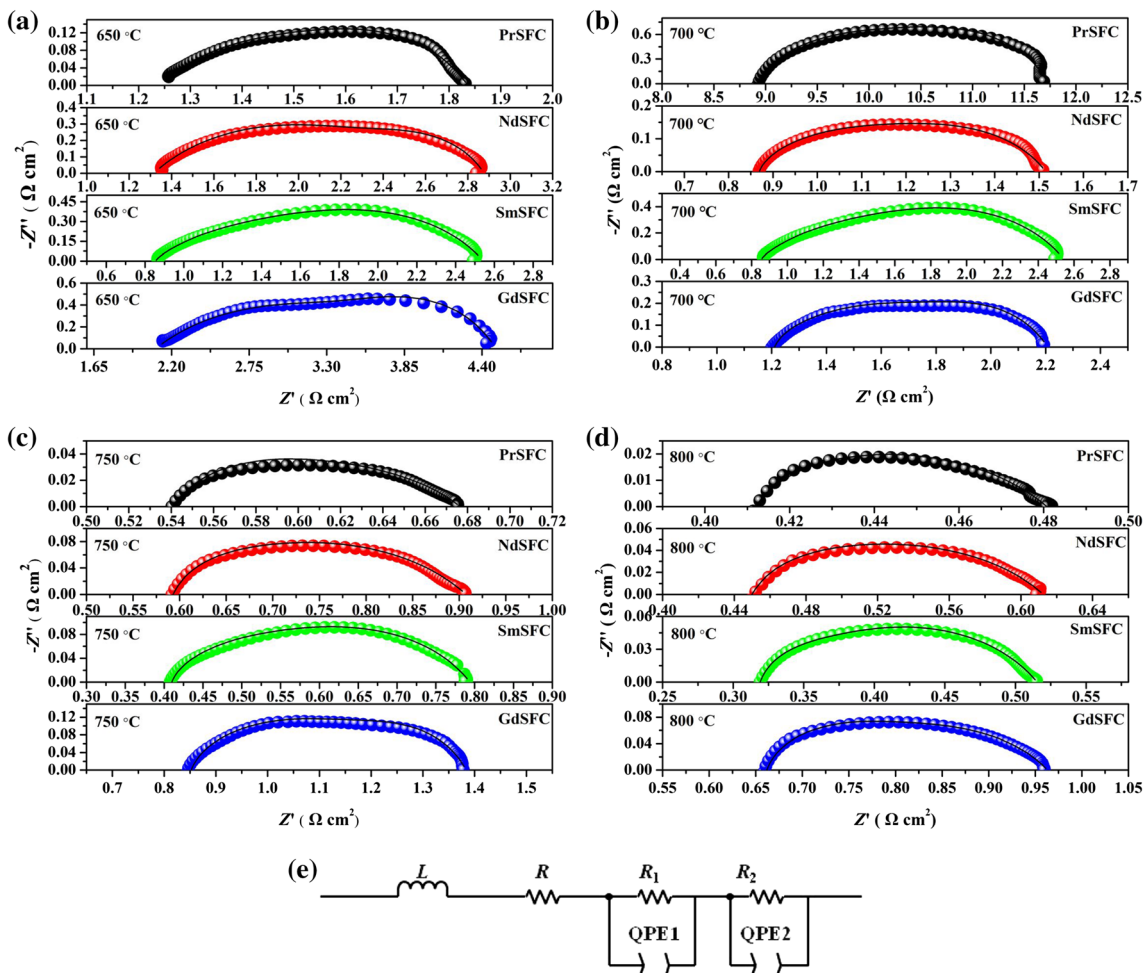 (a)
-Z'' ( Ω cm²)
650 °C
PrSFC
0.12
0.08
0.04
0.00
1.1 1.2 1.3 1.4 1.5 1.6 1.7 1.8 1.9 2.0
0.4
650 °C
NdSFC
0.3
0.2
0.1
0.0
1.0 1.2 1.4 1.6 1.8 2.0 2.2 2.4 2.6 2.8 3.0 3.2
0.45
650 °C
SmSFC
0.30
0.15
0.00
0.6 0.8 1.0 1.2 1.4 1.6 1.8 2.0 2.2 2.4 2.6 2.8
0.6
650 °C
GdSFC
0.4
0.2
0.0
1.65 2.20 2.75 3.30 3.85 4.40
Z' ( Ω cm²)
(b)
-Z'' (Ω cm²)
700 °C
PrSFC
0.8
0.6
0.4
0.2
0.0
8.0 8.5 9.0 9.5 10.0 10.5 11.0 11.5 12.0 12.5
0.2
700 °C
NdSFC
0.1
0.0
0.7 0.8 0.9 1.0 1.1 1.2 1.3 1.4 1.5 1.6 1.7
700 °C
SmSFC
0.4
0.2
0.0
0.4 0.6 0.8 1.0 1.2 1.4 1.6 1.8 2.0 2.2 2.4 2.6 2.8
0.3
700 °C
GdSFC
0.2
0.1
0.0
0.8 1.0 1.2 1.4 1.6 1.8 2.0 2.2 2.4
Z' (Ω cm²)
(c)
-Z'' ( Ω cm²)
750 °C
PrSFC
0.04
0.02
0.00
0.50 0.52 0.54 0.56 0.58 0.60 0.62 0.64 0.66 0.68 0.70 0.72
750 °C
NdSFC
0.08
0.04
0.00
0.50 0.55 0.60 0.65 0.70 0.75 0.80 0.85 0.90 0.95 1.00
750 °C
SmSFC
0.08
0.04
0.00
0.30 0.35 0.40 0.45 0.50 0.55 0.60 0.65 0.70 0.75 0.80 0.85 0.90
750 °C
GdSFC
0.12
0.08
0.04
0.00
0.7 0.8 0.9 1.0 1.1 1.2 1.3 1.4 1.5
Z' ( Ω cm²)
(d)
-Z'' ( Ω cm²)
800 °C
PrSFC
0.02
0.01
0.00
0.40 0.42 0.44 0.46 0.48 0.50
0.06
800 °C
NdSFC
0.04
0.02
0.00
0.40 0.44 0.48 0.52 0.56 0.60 0.64
0.06
800 °C
SmSFC
0.03
0.00
0.25 0.30 0.35 0.40 0.45 0.50 0.55
800 °C
GdSFC
0.08
0.04
0.00
0.55 0.60 0.65 0.70 0.75 0.80 0.85 0.90 0.95 1.00 1.05
Z' ( Ω cm²)
(e)
L R R₁ R₂
QPE1 QPE2